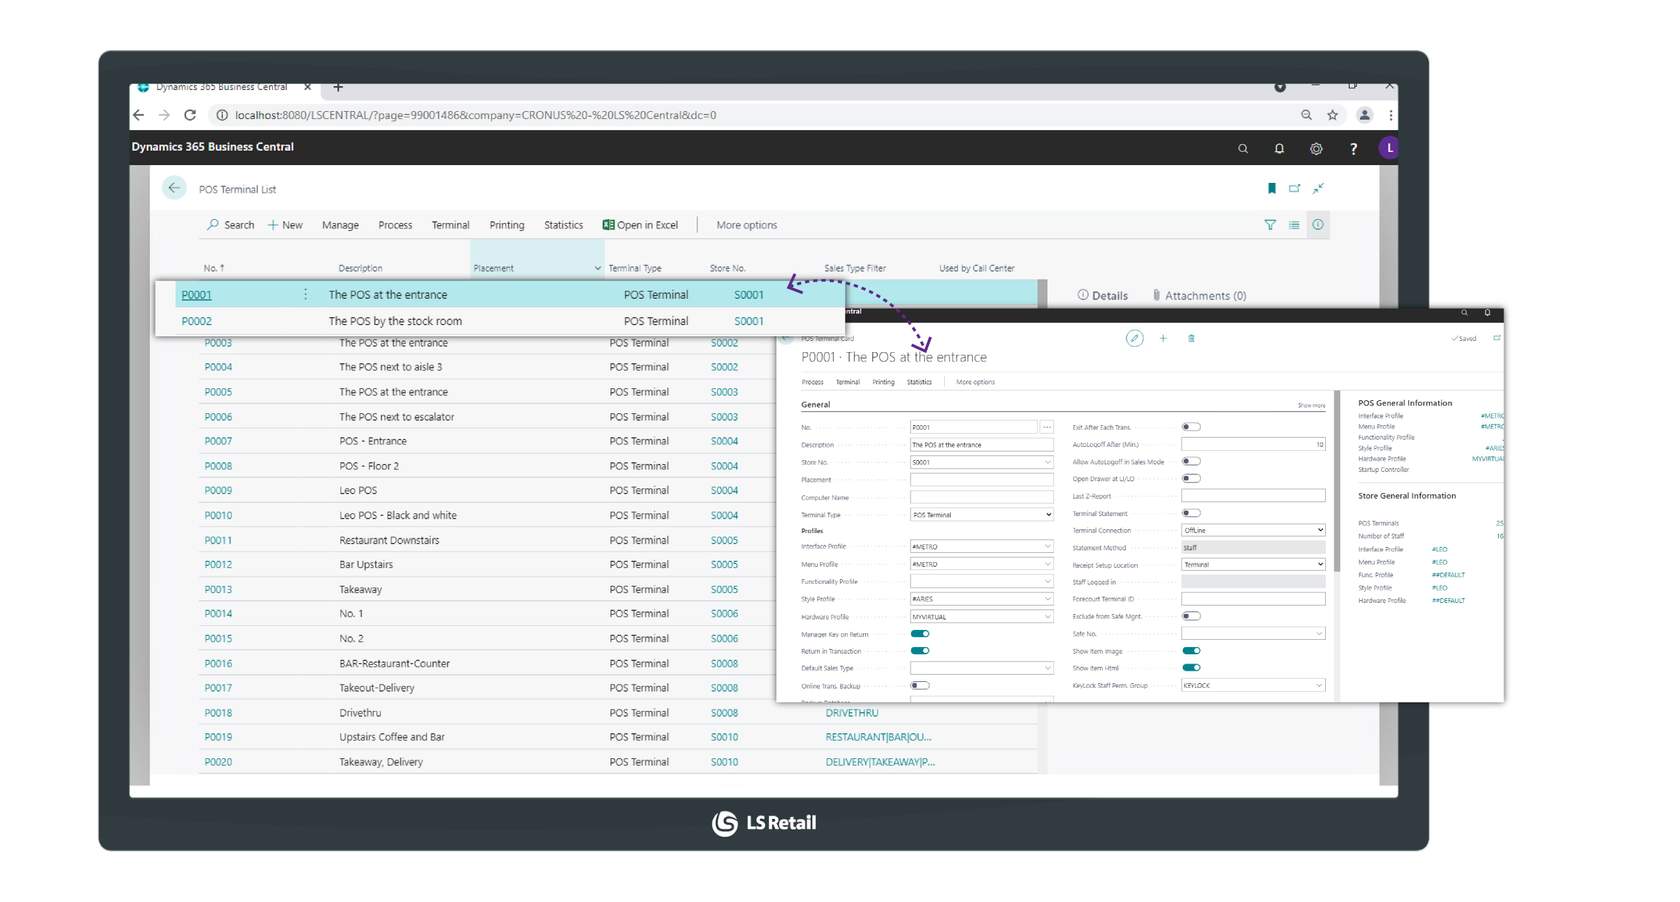 Dynamics 365 Business Central
localhost:8080/LSCENTRAL/?page=99001486&company=CRONUS%20-%20LS%20Central&dc=0
Dynamics 365 Business Central ? L
POS Terminal List
Search New Manage Process Terminal Printing Statistics Open in Excel More options
No. ↑ Description Placement Terminal Type Store No. Sales Type Filter Used by Call Center
P0001 The POS at the entrance POS Terminal S0001
P0002 The POS by the stock room POS Terminal S0001
P0003 The POS at the entrance POS Terminal S0002
P0004 The POS next to aisle 3 POS Terminal S0002
P0005 The POS at the entrance POS Terminal S0003
P0006 The POS next to escalator POS Terminal S0003
P0007 POS - Entrance POS Terminal S0004
P0008 POS - Floor 2 POS Terminal S0004
P0009 Leo POS POS Terminal S0004
P0010 Leo POS - Black and white POS Terminal S0004
P0011 Restaurant Downstairs POS Terminal S0005
P0012 Bar Upstairs POS Terminal S0005
P0013 Takeaway POS Terminal S0005
P0014 No. 1 POS Terminal S0006
P0015 No. 2 POS Terminal S0006
P0016 BAR-Restaurant-Counter POS Terminal S0008
P0017 Takeout-Delivery POS Terminal S0008
P0018 Drivethru POS Terminal S0008 DRIVETHRU
P0019 Upstairs Coffee and Bar POS Terminal S0010 RESTAURANT|BAR|OU...
P0020 Takeaway, Delivery POS Terminal S0010 DELIVERY|TAKEAWAY|P...
Details Attachments (0)
entral
POS Terminal Card Saved
P0001 · The POS at the entrance
Process Terminal Printing Statistics More options
General Show more
No. P0001
Description The POS at the entrance
Store No. S0001
Placement
Computer Name
Terminal Type POS Terminal
Profiles
Interface Profile #METRO
Menu Profile #METRO
Functionality Profile
Style Profile #ARIES
Hardware Profile MYVIRTUAL
Manager Key on Return
Return in Transaction
Default Sales Type
Online Trans. Backup
Exit After Each Trans.
AutoLogoff After (Min.) 10
Allow AutoLogoff in Sales Mode
Open Drawer at LI/LO
Last Z-Report
Terminal Statement
Terminal Connection OffLine
Statement Method Staff
Receipt Setup Location Terminal
Staff Logged in
Forecourt Terminal ID
Exclude from Safe Mgnt.
Safe No.
Show Item Image
Show Item Html
KeyLock Staff Perm. Group KEYLOCK
POS General Information
Interface Profile #METRO
Menu Profile #METRO
Functionality Profile
Style Profile #ARIES
Hardware Profile MYVIRTUAL
Startup Controller
Store General Information
POS Terminals 25
Number of Staff 16
Interface Profile #LEO
Menu Profile #LEO
Func. Profile ##DEFAULT
Style Profile #LEO
Hardware Profile ##DEFAULT
LS Retail